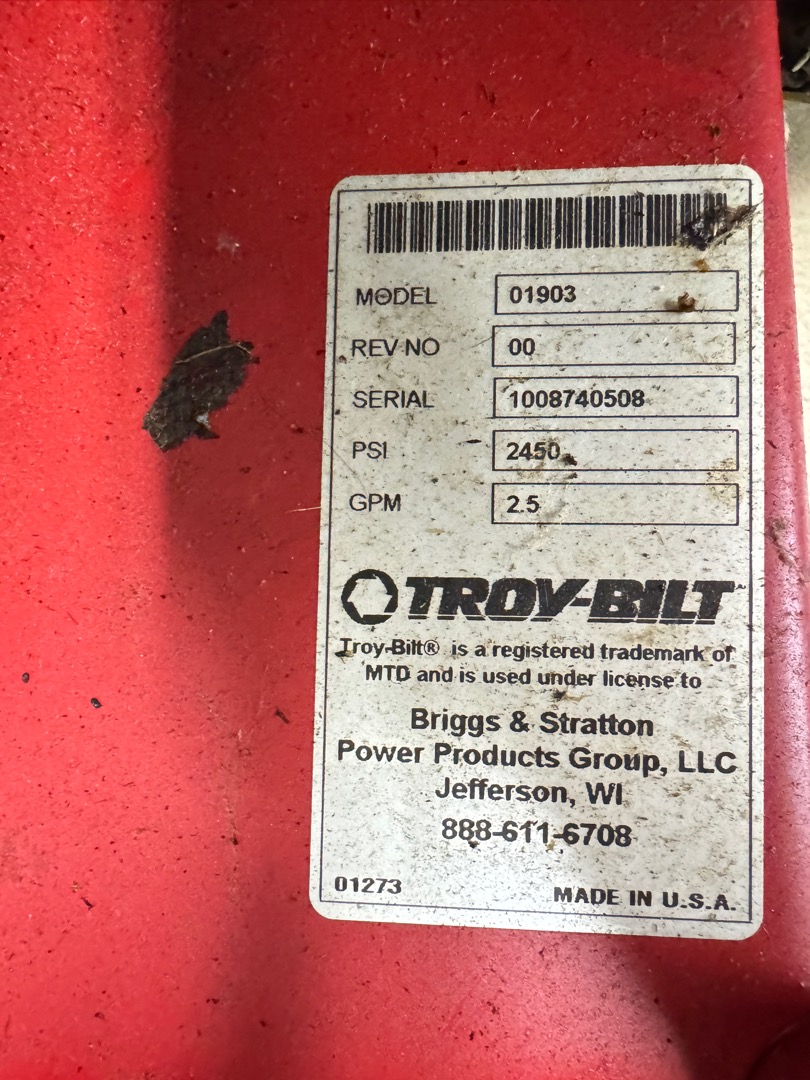 MODEL 01903
REV NO 00
SERIAL 1008740508
PSI 2450
GPM 2.5
TROY-BILT™
Troy-Bilt® is a registered trademark of
MTD and is used under license to
Briggs & Stratton
Power Products Group, LLC
Jefferson, WI
888-611-6708
01273 MADE IN U.S.A.